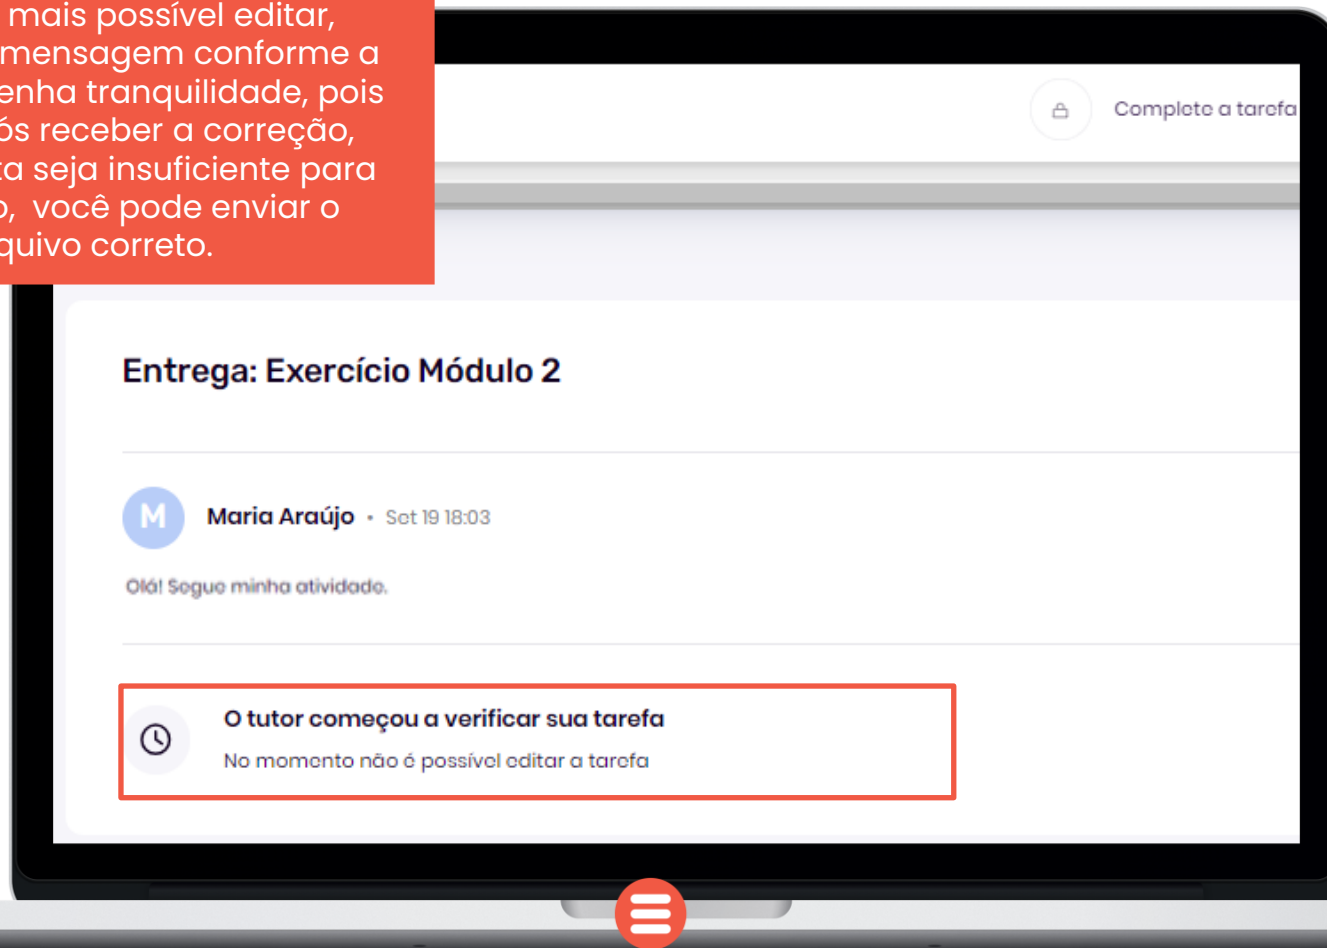 mais possível editar,
mensagem conforme a
enha tranquilidade, pois
ós receber a correção,
ta seja insuficiente para
o, você pode enviar o
quivo correto.
Complete a tarefa
Entrega: Exercício Módulo 2
M
Maria Araújo • Set 19 18:03
Olá! Segue minha atividade.
O tutor começou a verificar sua tarefa
No momento não é possível editar a tarefa